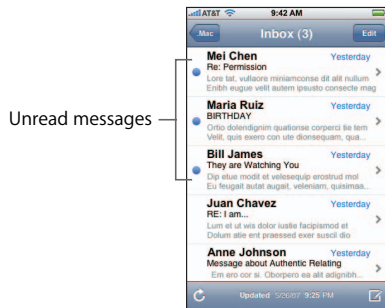 AT&T 9:42 AM
Mac Inbox (3) Edit
Mei Chen Yesterday
Re: Permission
Lore tat. vullaore miniamconse dit alit nullum
Enibh eugue velit autem ipsusto consecte mag
Unread messages
Maria Ruiz Yesterday
BIRTHDAY
Ortio dolendignim quationse corperci tie tem
Velit, quis exero con ute dionsequam, qua...
Bill James Yesterday
They are Watching You
Dip etue modit et velesequip erostrud mol
Eu feugait autat augait, veleniam, quisimaa..
Juan Chavez Yesterday
RE: I am...
Lum et ut wis dolor iustie facipismod et
Dolum atie ent praessed exer suscil dio
Anne Johnson Yesterday
Message about Authentic Relating
Em ero cor si. Oborpero ea alit adignibh..
Updated 5/26/07 9:25 PM